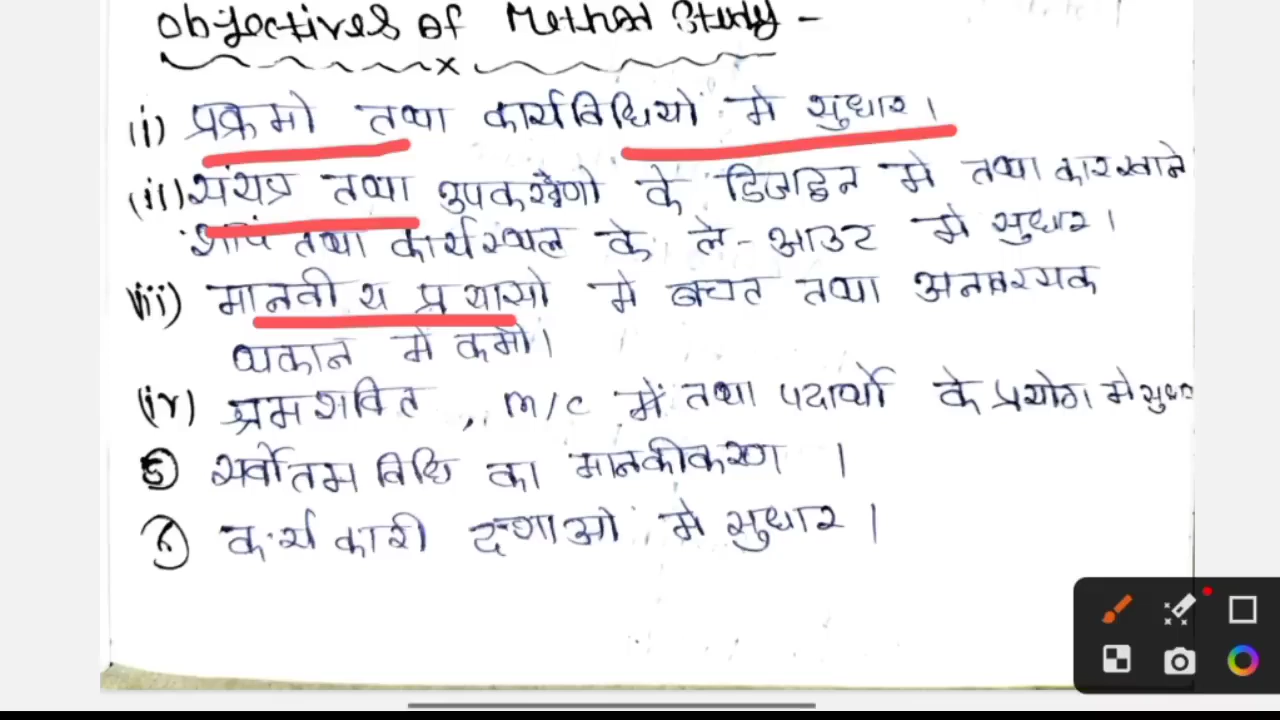 Objectives of Method Study -
(i) प्रक्रमो तथा कार्यविधियो मे सुधार।
(ii) संयत्र तथा उपकरणो के डिजाइन मे तथा कारखाने
तथा कार्यस्थल के ले-आउट मे सुधार।
(iii) मानवीय प्रयासो मे बचत तथा अनावश्यक
थकान मे कमी।
(iv) श्रमशक्ति, m/c में तथा पदार्थो के प्रयोग मे
5) सर्वोतम विधि का मानकीकरण ।
6) कार्यकारी दशाओ मे सुधार ।